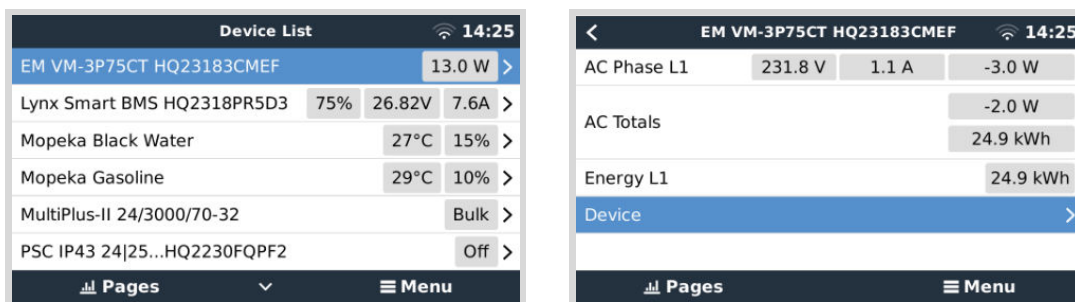 Device List 14:25
EM VM-3P75CT HQ23183CMEF 13.0 W
Lynx Smart BMS HQ2318PR5D3 75% 26.82V 7.6A
Mopeka Black Water 27°C 15%
Mopeka Gasoline 29°C 10%
MultiPlus-II 24/3000/70-32 Bulk
PSC IP43 24|25...HQ2230FQPF2 Off
Pages Menu
EM VM-3P75CT HQ23183CMEF 14:25
AC Phase L1 231.8 V 1.1 A -3.0 W
AC Totals -2.0 W
24.9 kWh
Energy L1 24.9 kWh
Device
Pages Menu